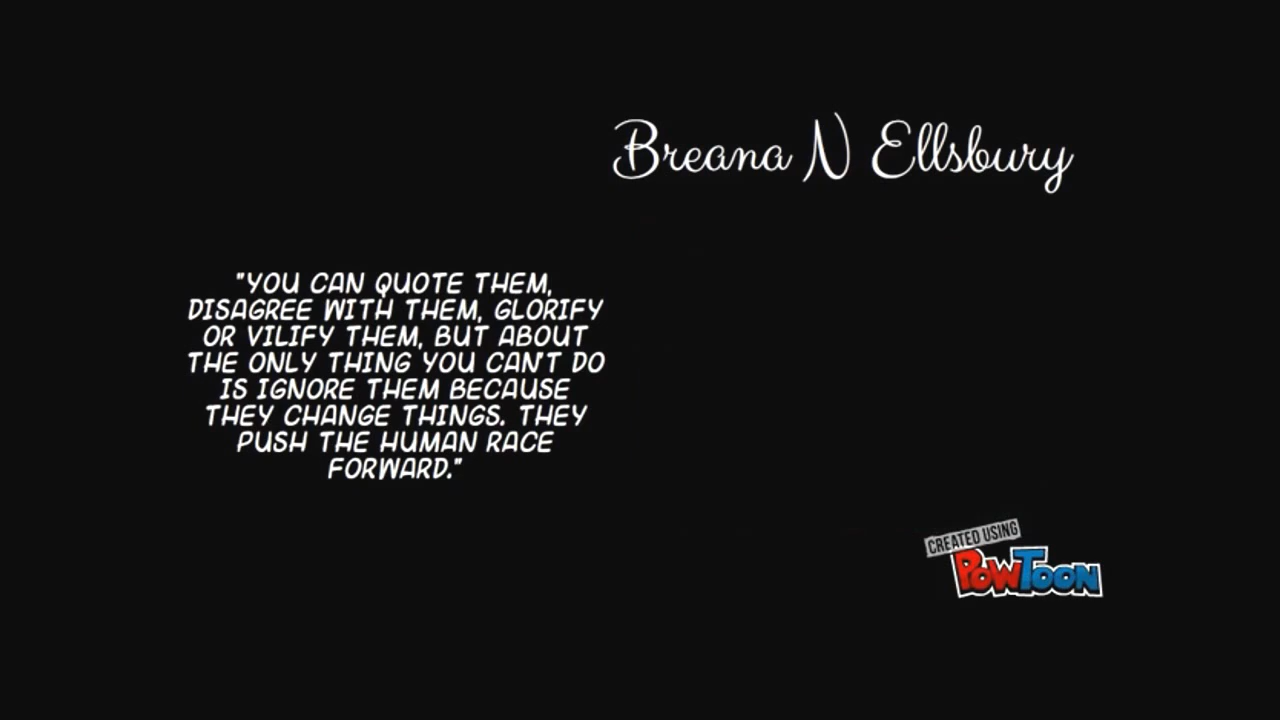 Breana N Ellsbury
"YOU CAN QUOTE THEM,
DISAGREE WITH THEM, GLORIFY
OR VILIFY THEM, BUT ABOUT
THE ONLY THING YOU CAN'T DO
IS IGNORE THEM BECAUSE
THEY CHANGE THINGS. THEY
PUSH THE HUMAN RACE
FORWARD."
CREATED USING
POWTOON